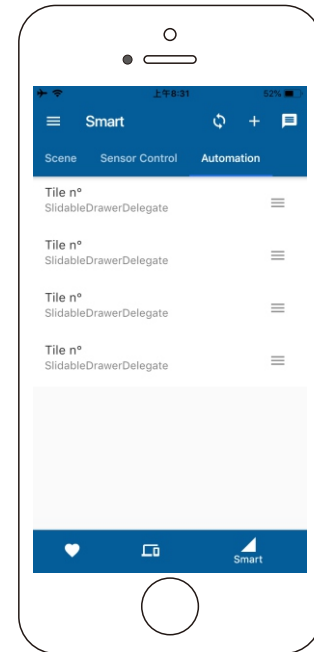 上午8:31 52%
Smart
Scene Sensor Control Automation
Tile n°
SlidableDrawerDelegate
Tile n°
SlidableDrawerDelegate
Tile n°
SlidableDrawerDelegate
Tile n°
SlidableDrawerDelegate
Smart